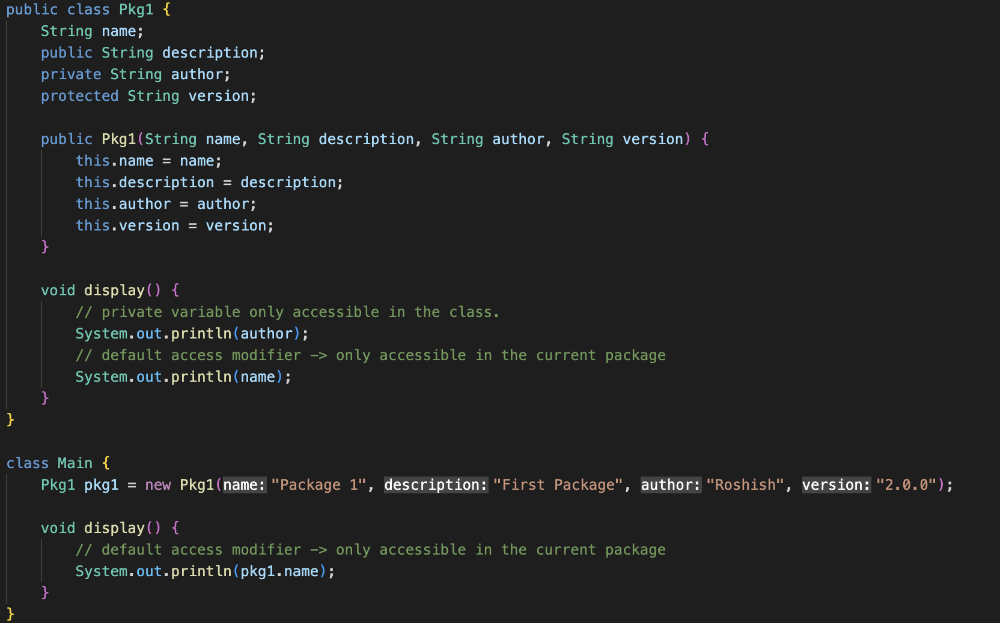 public class Pkg1 {
    String name;
    public String description;
    private String author;
    protected String version;

    public Pkg1(String name, String description, String author, String version) {
        this.name = name;
        this.description = description;
        this.author = author;
        this.version = version;
    }

    void display() {
        // private variable only accessible in the class.
        System.out.println(author);
        // default access modifier -> only accessible in the current package
        System.out.println(name);
    }
}

class Main {
    Pkg1 pkg1 = new Pkg1(name: "Package 1", description: "First Package", author: "Roshish", version: "2.0.0");

    void display() {
        // default access modifier -> only accessible in the current package
        System.out.println(pkg1.name);
    }
}